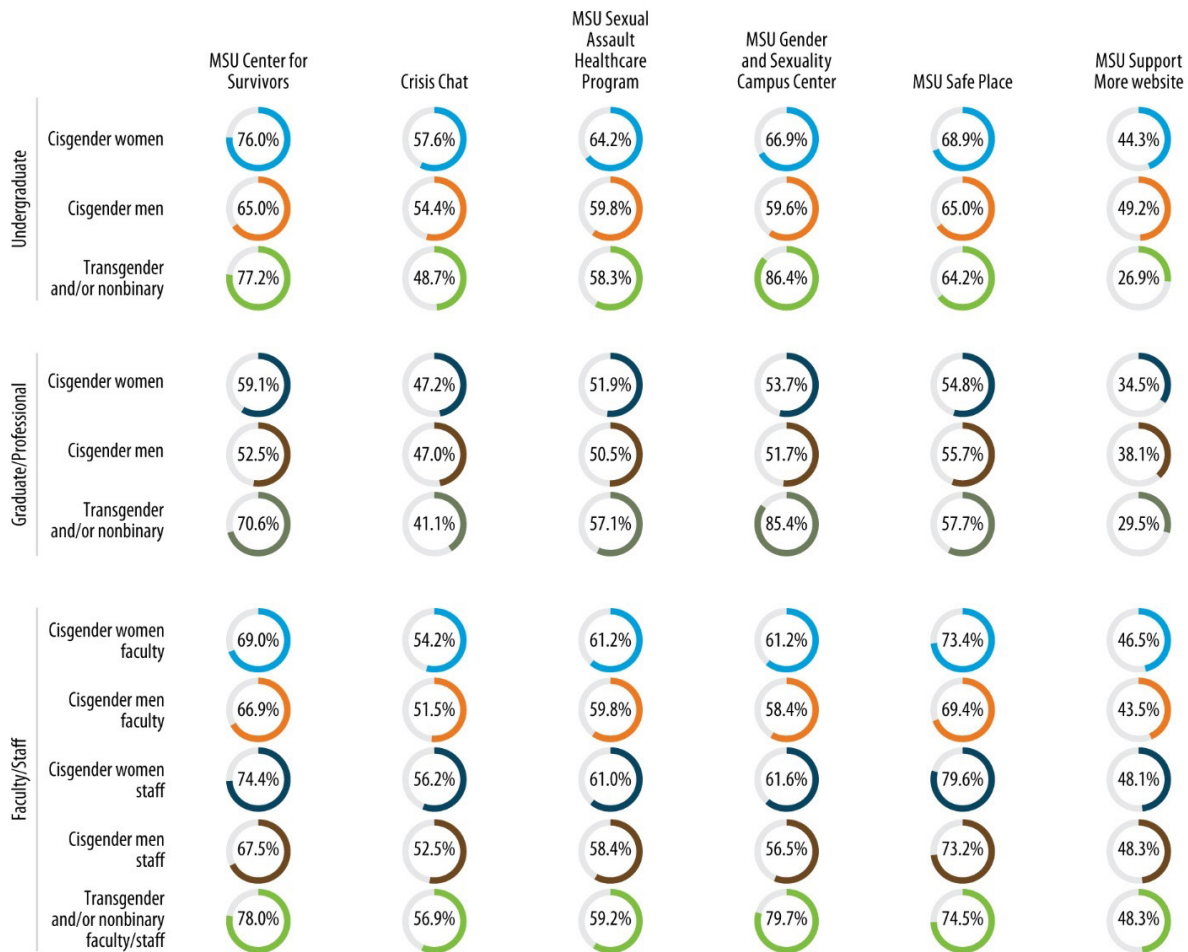 MSU Center for
Survivors
Crisis Chat
MSU Sexual
Assault
Healthcare
Program
MSU Gender
and Sexuality
Campus Center
MSU Safe Place
MSU Support
More website
Undergraduate
Cisgender women
76.0% 57.6% 64.2% 66.9% 68.9% 44.3%
Cisgender men
65.0% 54.4% 59.8% 59.6% 65.0% 49.2%
Transgender
and/or nonbinary
77.2% 48.7% 58.3% 86.4% 64.2% 26.9%
Graduate/Professional
Cisgender women
59.1% 47.2% 51.9% 53.7% 54.8% 34.5%
Cisgender men
52.5% 47.0% 50.5% 51.7% 55.7% 38.1%
Transgender
and/or nonbinary
70.6% 41.1% 57.1% 85.4% 57.7% 29.5%
Faculty/Staff
Cisgender women
faculty
69.0% 54.2% 61.2% 61.2% 73.4% 46.5%
Cisgender men
faculty
66.9% 51.5% 59.8% 58.4% 69.4% 43.5%
Cisgender women
staff
74.4% 56.2% 61.0% 61.6% 79.6% 48.1%
Cisgender men
staff
67.5% 52.5% 58.4% 56.5% 73.2% 48.3%
Transgender
and/or nonbinary
faculty/staff
78.0% 56.9% 59.2% 79.7% 74.5% 48.3%